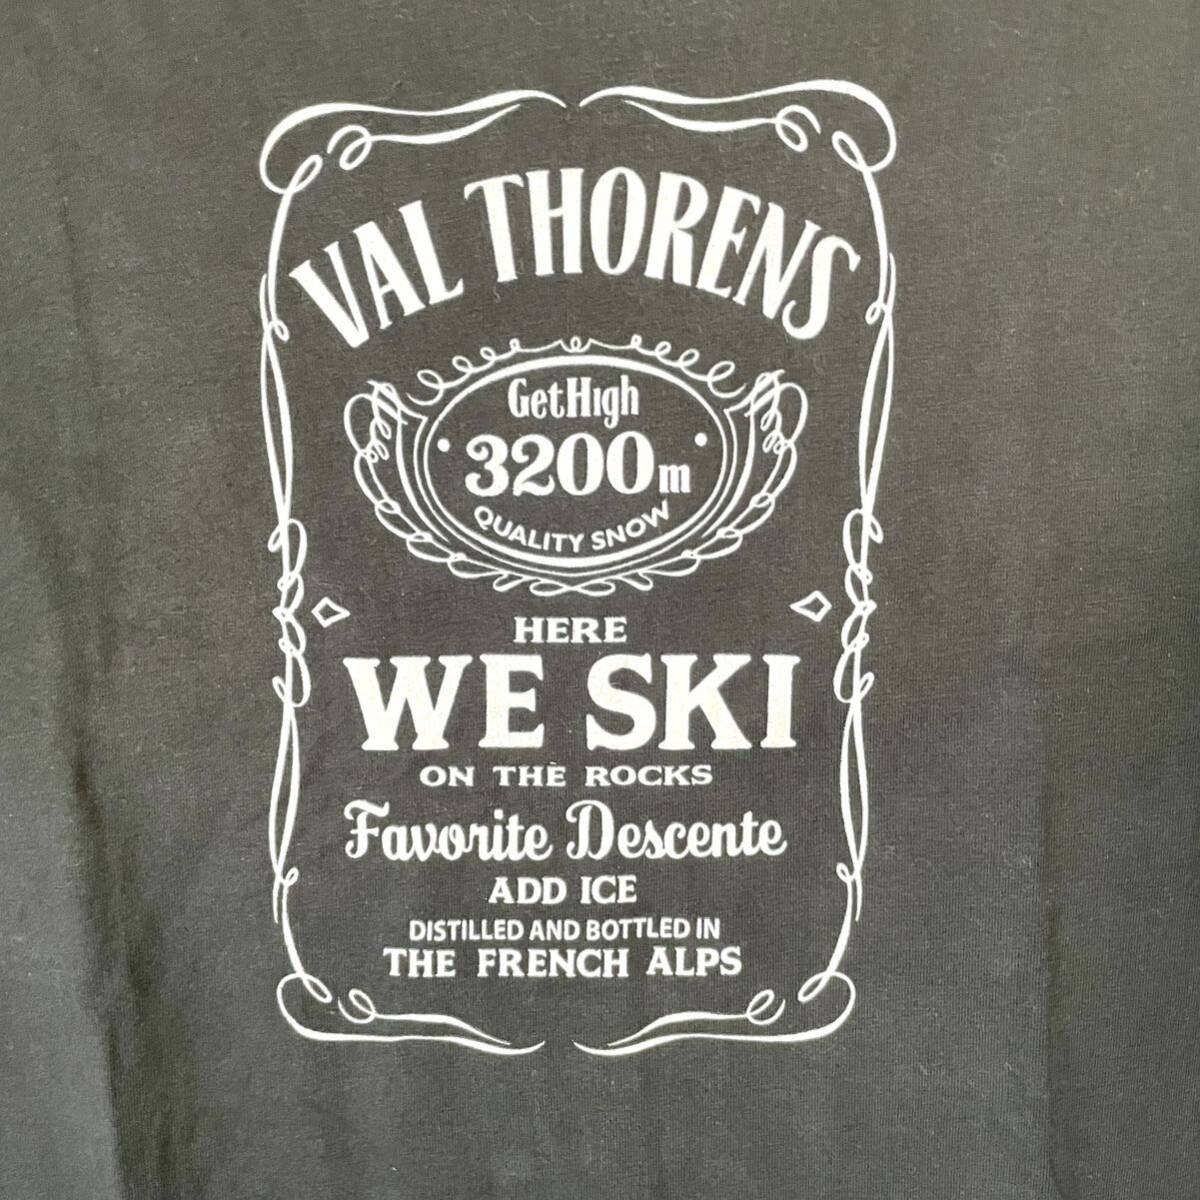 VAL THORENS
GetHigh
3200m
QUALITY SNOW
HERE
WE SKI
ON THE ROCKS
Favorite Descente
ADD ICE
DISTILLED AND BOTTLED IN
THE FRENCH ALPS